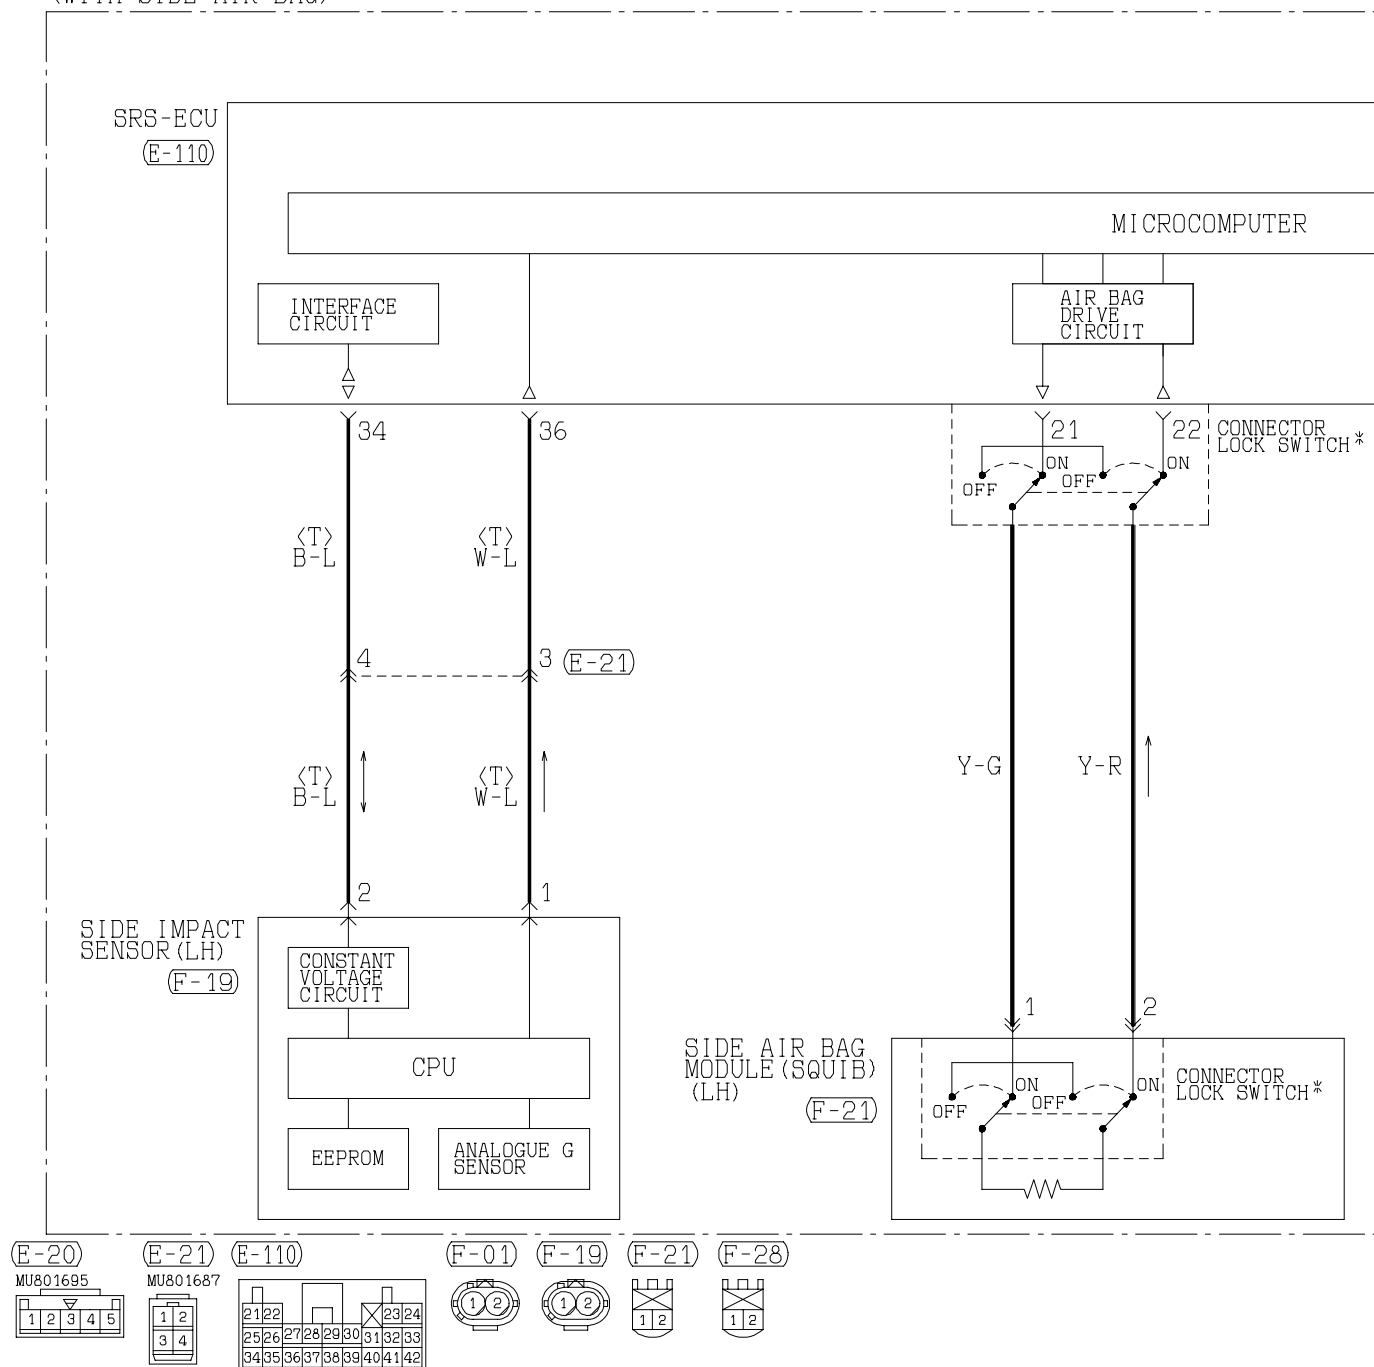 (WITH SIDE AIR BAG)
SRS-ECU
E-110
MICROCOMPUTER
INTERFACE
CIRCUIT
AIR BAG
DRIVE
CIRCUIT
34
36
21
22
CONNECTOR
LOCK SWITCH*
ON
OFF
ON
OFF
<T>
B-L
<T>
W-L
4
3
E-21
<T>
B-L
<T>
W-L
Y-G
Y-R
2
1
SIDE IMPACT
SENSOR(LH)
F-19
CONSTANT
VOLTAGE
CIRCUIT
CPU
EEPROM
ANALOGUE G
SENSOR
1
2
SIDE AIR BAG
MODULE(SQUIB)
(LH)
F-21
ON
OFF
ON
OFF
CONNECTOR
LOCK SWITCH*
E-20
MU801695
1 2 3 4 5
E-21
MU801687
1 2
3 4
E-110
21 22 23 24
25 26 27 28 29 30 31 32 33
34 35 36 37 38 39 40 41 42
F-01
1 2
F-19
1 2
F-21
1 2
F-28
1 2